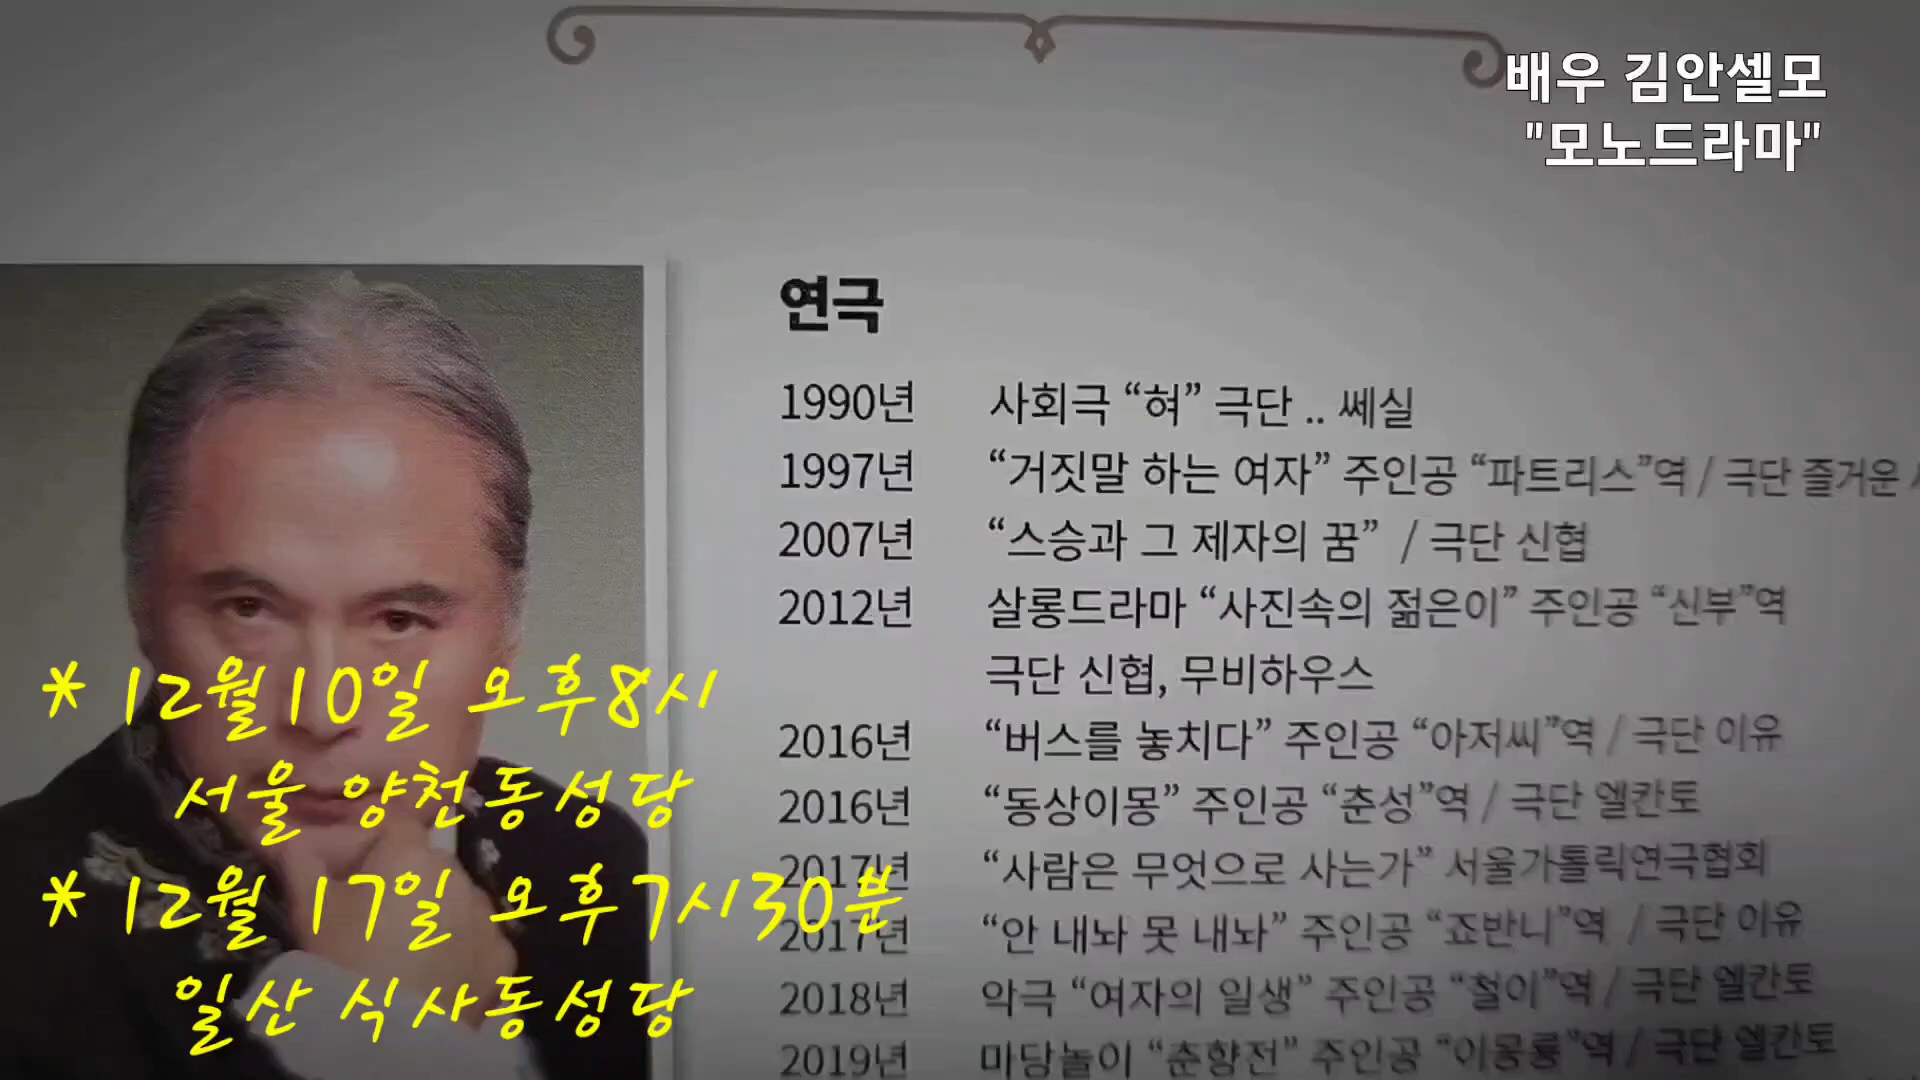 배우 김안셀모
"모노드라마"
연극
1990년 사회극 “혀” 극단 .. 쎄실
1997년 “거짓말 하는 여자” 주인공 “파트리스”역 / 극단 즐거운
2007년 “스승과 그 제자의 꿈” / 극단 신협
2012년 살롱드라마 “사진속의 젊은이” 주인공 “신부”역
극단 신협, 무비하우스
2016년 “버스를 놓치다” 주인공 “아저씨”역 / 극단 이유
2016년 “동상이몽” 주인공 “춘성”역 / 극단 엘칸토
2017년 “사람은 무엇으로 사는가” 서울가톨릭연극협회
2017년 “안 내놔 못 내놔” 주인공 “죠반니”역 / 극단 이유
2018년 악극 “여자의 일생” 주인공 “철이”역 / 극단 엘칸토
2019년 마당놀이 “춘향전” 주인공 “이몽룡”역 / 극단 엘칸토
* 12월10일 오후8시
서울 양천동성당
* 12월 17일 오후7시30분
일산 식사동성당